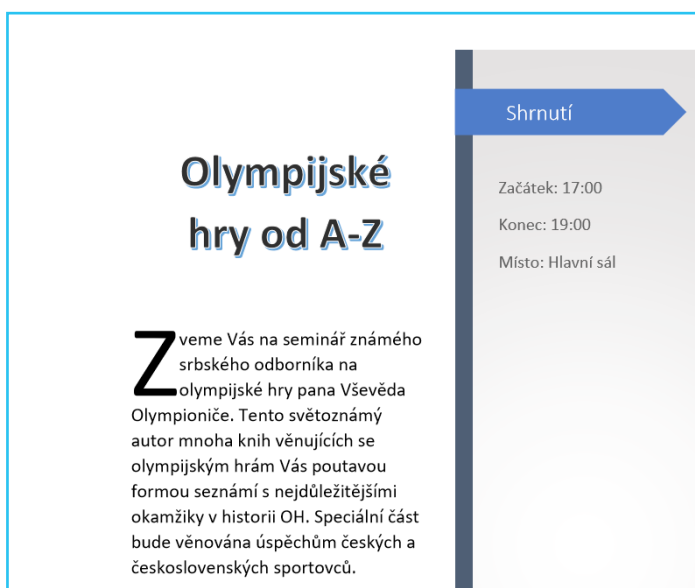 Olympijské
hry od A-Z
Zveme Vás na seminář známého
srbského odborníka na
olympijské hry pana Vševěda
Olympioniče. Tento světoznámý
autor mnoha knih věnujících se
olympijským hrám Vás poutavou
formou seznámí s nejdůležitějšími
okamžiky v historii OH. Speciální část
bude věnována úspěchům českých a
československých sportovců.
Shrnutí
Začátek: 17:00
Konec: 19:00
Místo: Hlavní sál